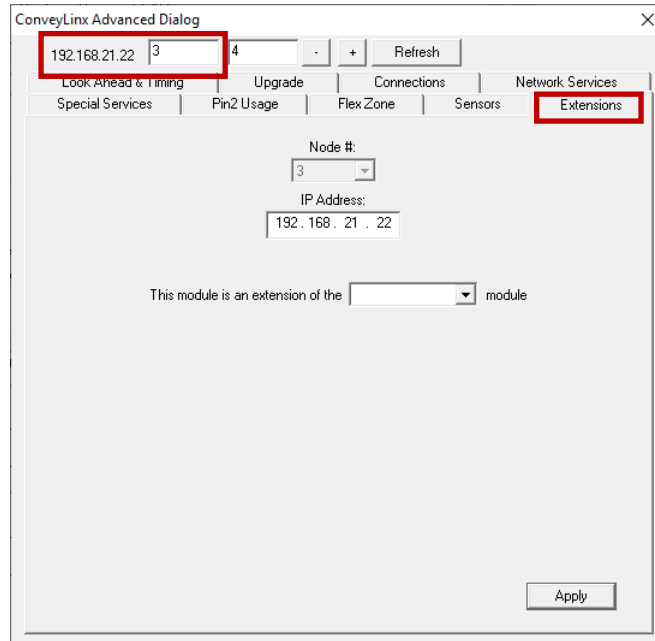 ConveyLinx Advanced Dialog
192.168.21.22 3 4 - + Refresh
Look Ahead & Timing Upgrade Connections Network Services
Special Services Pin2 Usage Flex Zone Sensors Extensions
Node #:
3
IP Address:
192 . 168 . 21 . 22
This module is an extension of the module
Apply